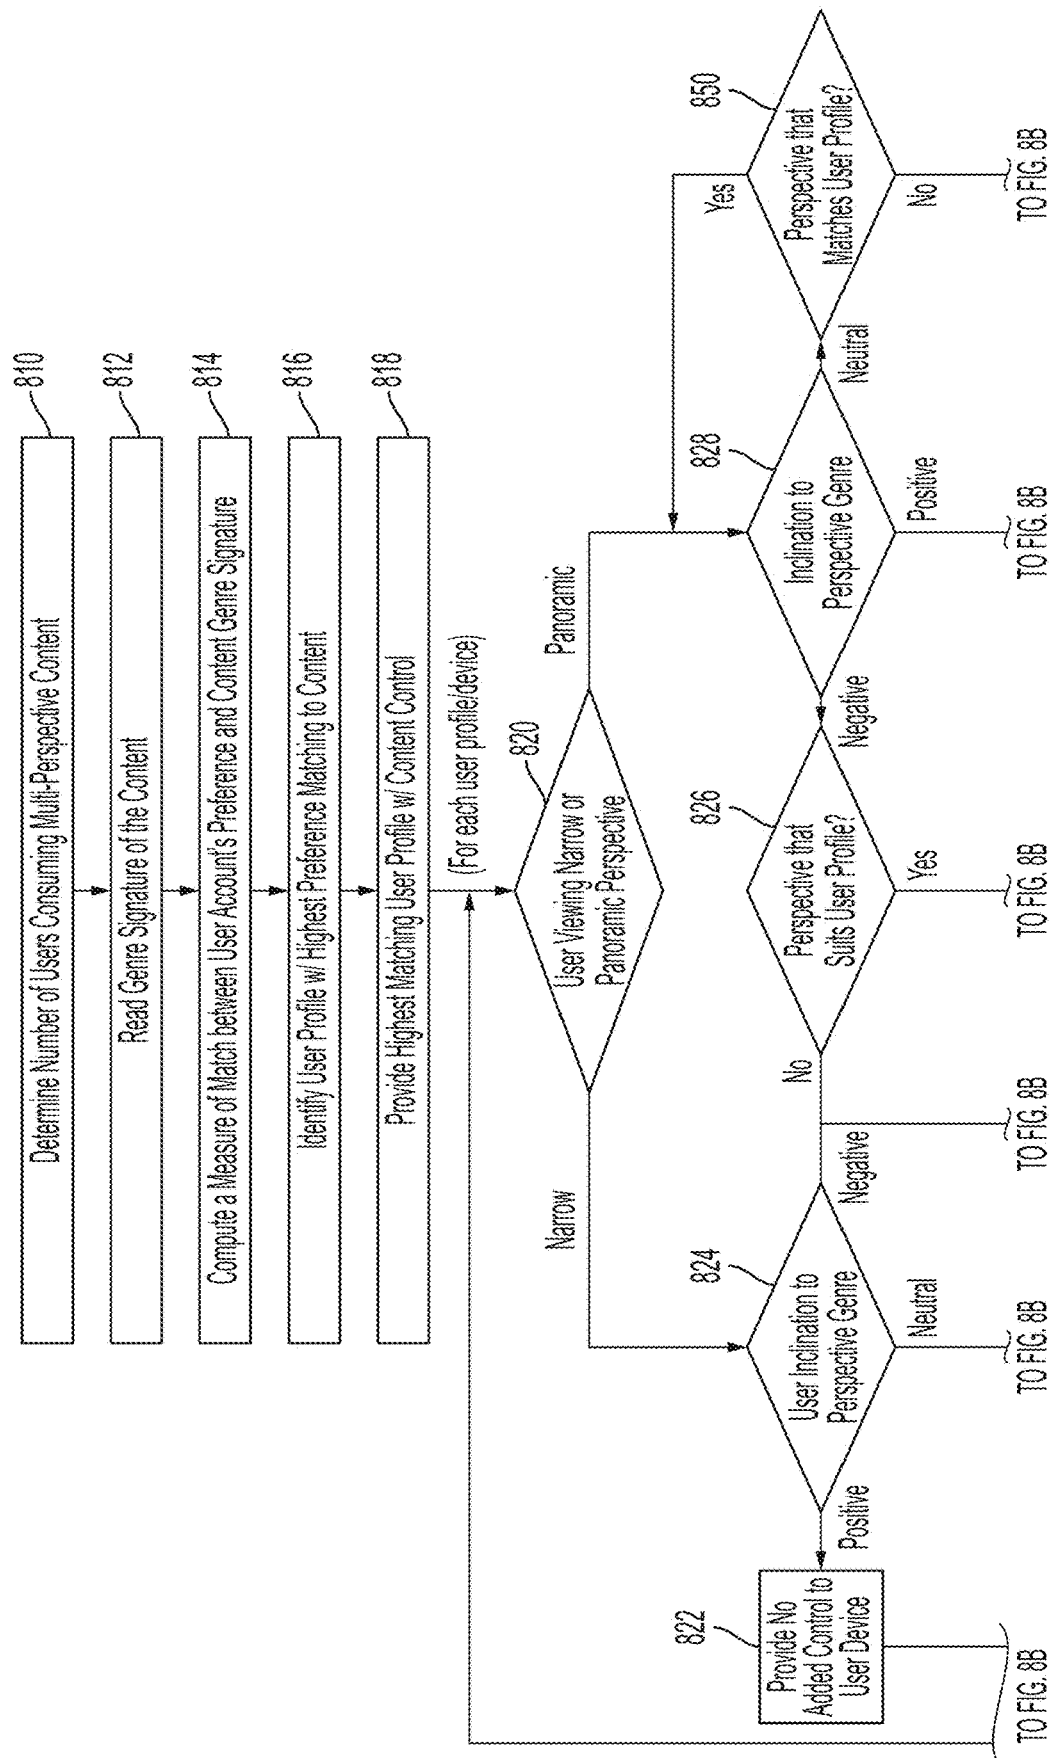 Determine Number of Users Consuming Multi-Perspective Content
810
Read Genre Signature of the Content
812
Compute a Measure of Match between User Account's Preference and Content Genre Signature
814
Identify User Profile w/ Highest Preference Matching to Content
816
Provide Highest Matching User Profile w/ Content Control
818
(For each user profile/device)
820
User Viewing Narrow or
Panoramic Perspective
Narrow
Panoramic
822
Provide No
Added Control to
User Device
Positive
824
User Inclination to
Perspective Genre
Negative
Neutral
No
826
Perspective that
Suits User Profile?
Yes
Negative
828
Inclination to
Perspective Genre
Positive
Neutral
850
Perspective that
Matches User Profile?
Yes
No
TO FIG. 8B
TO FIG. 8B
TO FIG. 8B
TO FIG. 8B
TO FIG. 8B
TO FIG. 8B